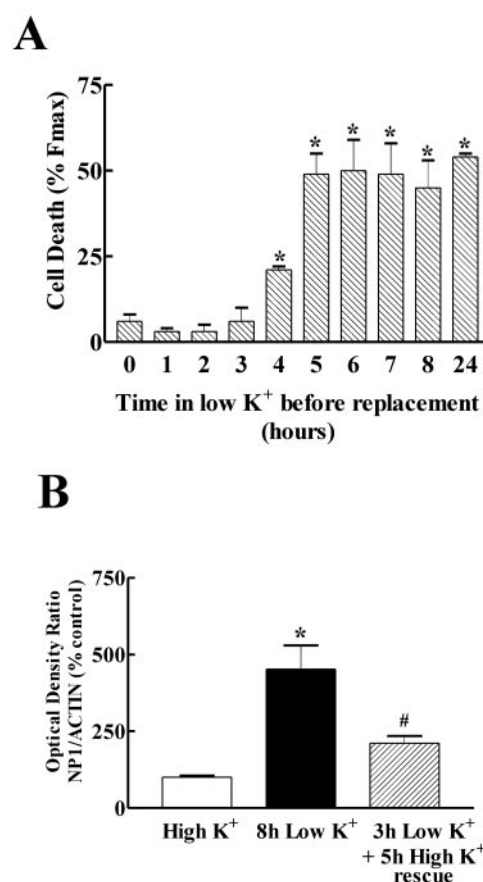 A
75
50
25
0
Cell Death (% Fmax)
* * * * * *
0 1 2 3 4 5 6 7 8 24
Time in low K⁺ before replacement
(hours)
B
750
500
250
0
Optical Density Ratio
NP1/ACTIN (% control)
*
#
High K⁺ 8h Low K⁺ 3h Low K⁺
+ 5h High K⁺
rescue